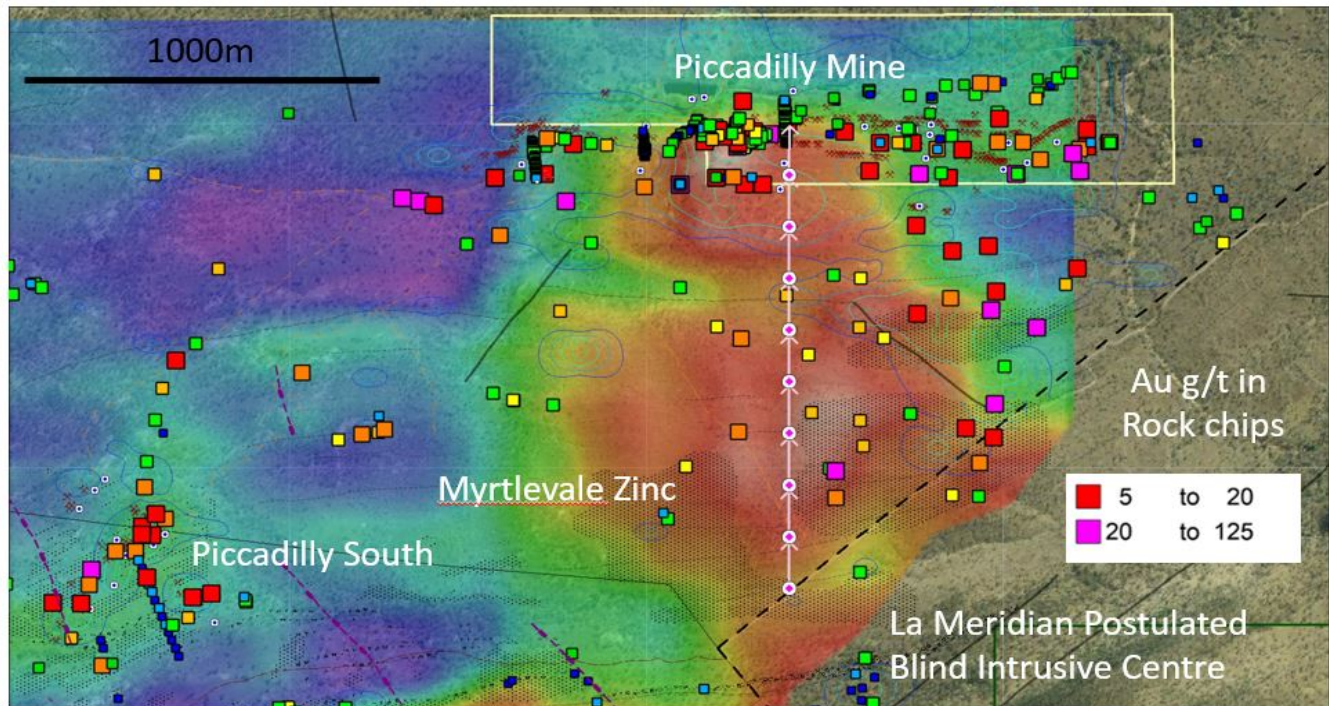 1000m
Piccadilly Mine
Au g/t in
Rock chips
5 to 20
20 to 125
Myrtlevale Zinc
Piccadilly South
La Meridian Postulated
Blind Intrusive Centre